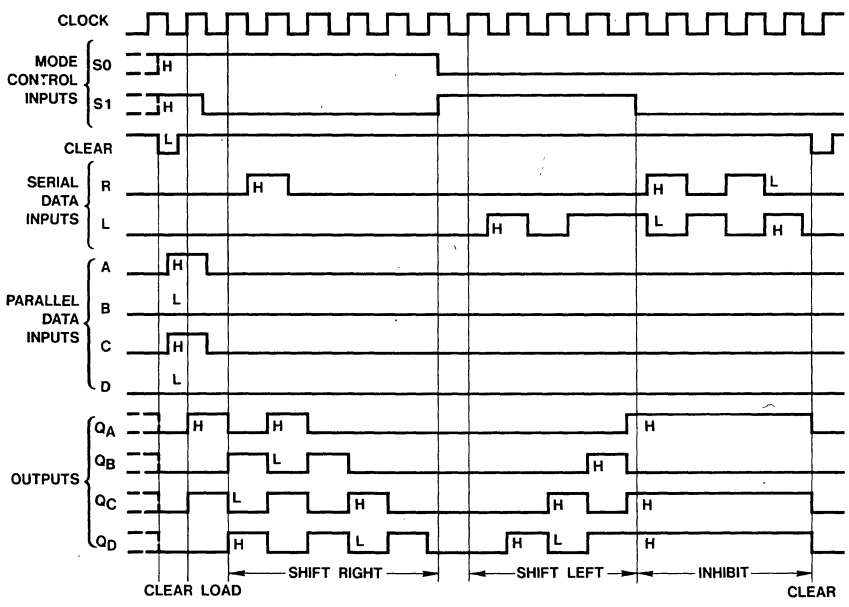 CLOCK
MODE
CONTROL
INPUTS
S0
H
S1
H
CLEAR
L
SERIAL
DATA
INPUTS
R
H
H
L
L
H
L
H
PARALLEL
DATA
INPUTS
A
H
B
L
C
H
D
L
OUTPUTS
QA
H
H
H
QB
L
H
QC
L
H
H
H
QD
H
L
H
L
H
CLEAR LOAD
SHIFT RIGHT
SHIFT LEFT
INHIBIT
CLEAR